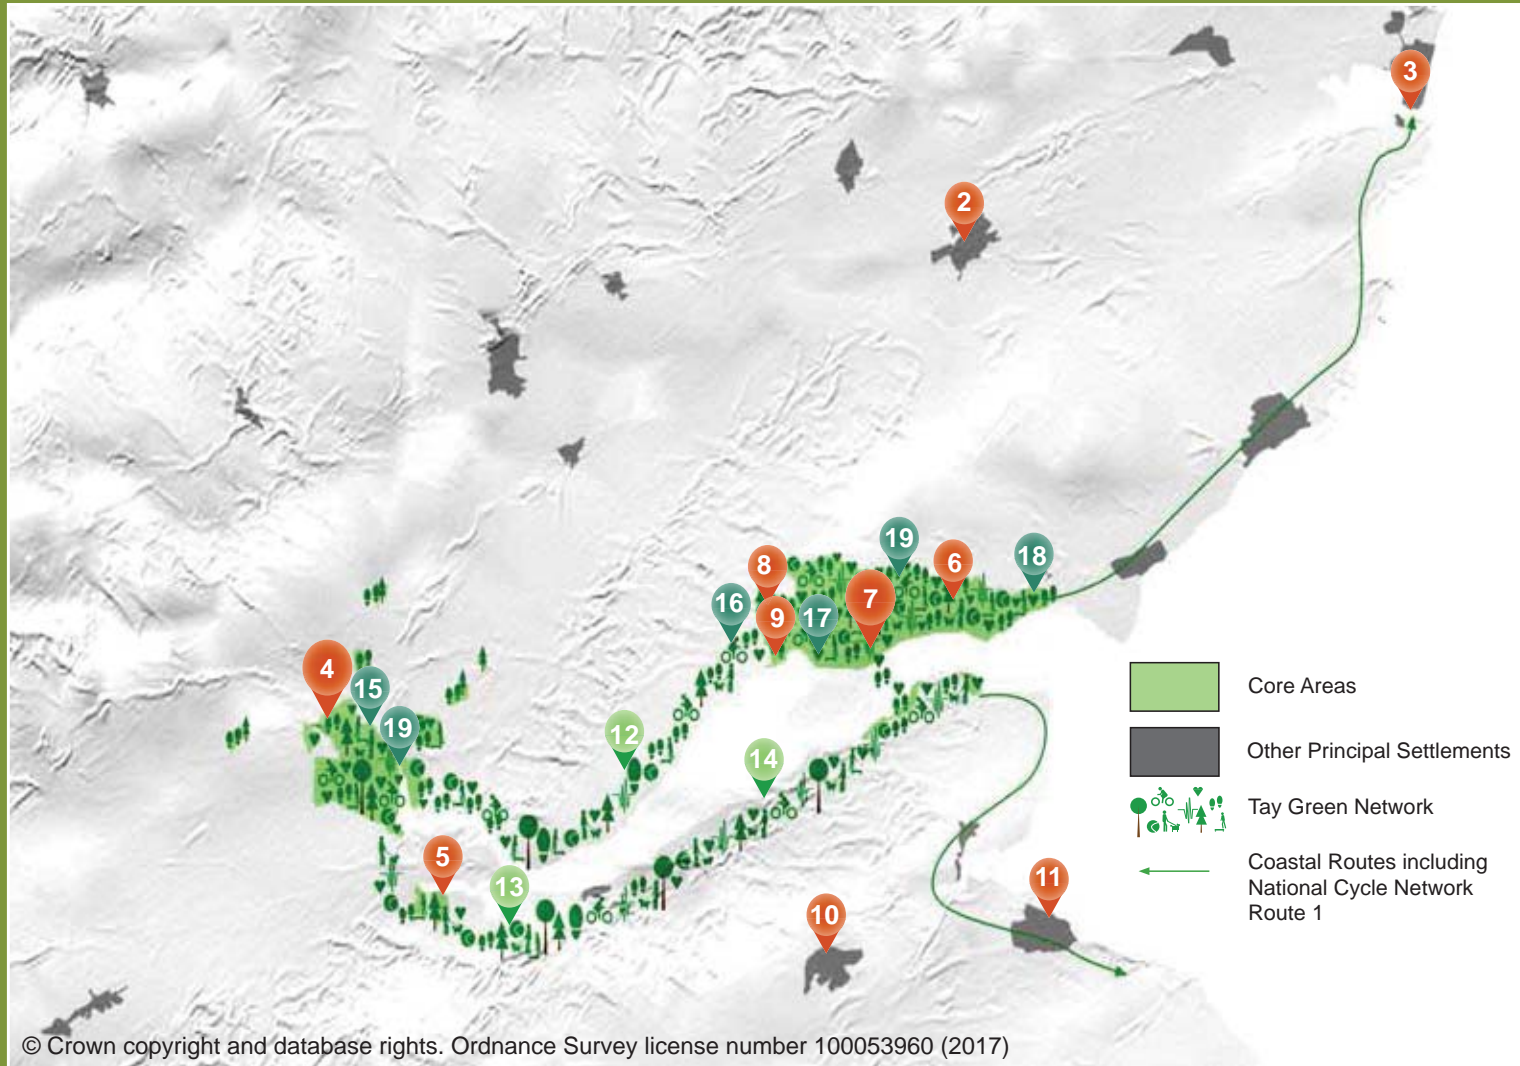 3
2
19
6
18
8
7
16
9
17
4
15
19
12
14
5
13
10
11
Core Areas
Other Principal Settlements
Tay Green Network
Coastal Routes including
National Cycle Network
Route 1
© Crown copyright and database rights. Ordnance Survey license number 100053960 (2017)